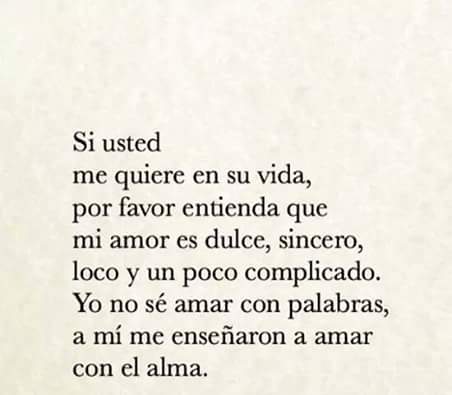 Si usted
me quiere en su vida,
por favor entienda que
mi amor es dulce, sincero,
loco y un poco complicado.
Yo no sé amar con palabras,
a mí me enseñaron a amar
con el alma.